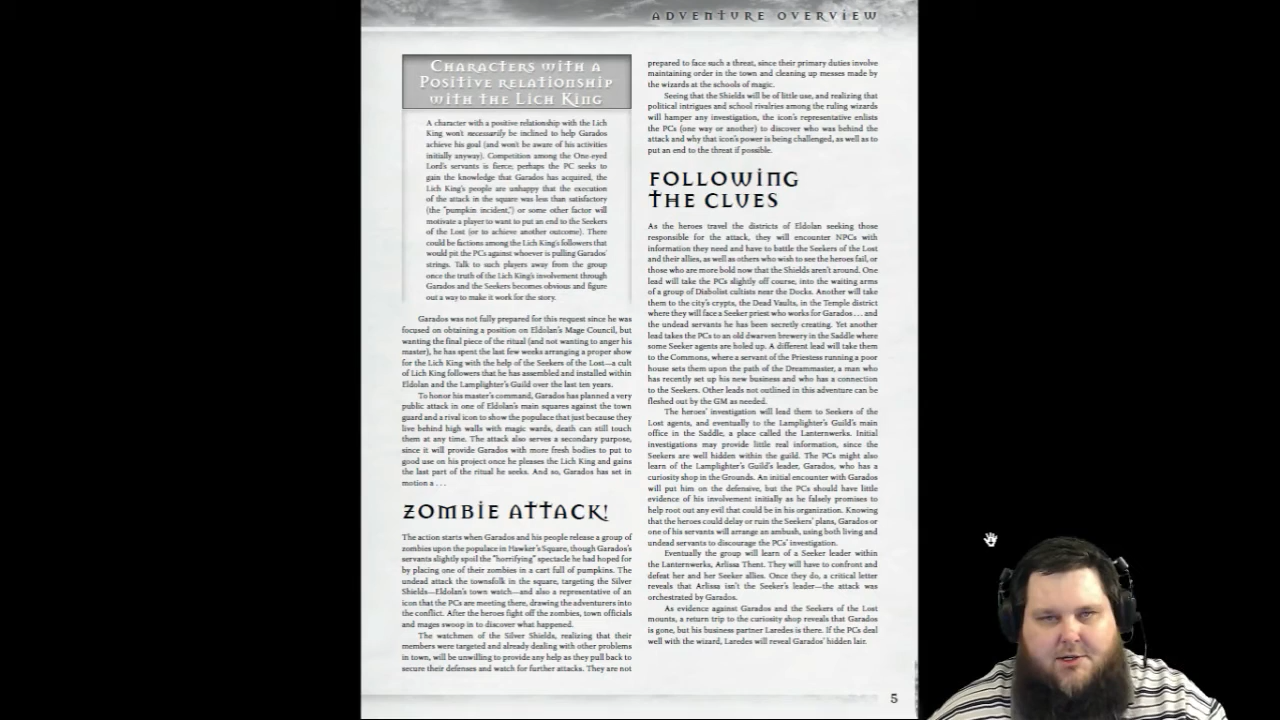 ADVENTURE OVERVIEW
CHARACTERS WITH A
POSITIVE RELATIONSHIP
WITH THE LICH KING
A character with a positive relationship with the Lich
King won't necessarily be inclined to help Garados
achieve his goal (and won't be aware of his activities
initially anyway). Competition among the One-eyed
Lord's servants is fierce; perhaps the PC seeks to
gain the knowledge that Garados has acquired, the
Lich King's people are unhappy that the execution
of the attack in the square was less than satisfactory
(the "pumpkin incident,") or some other factor will
motivate a player to want to put an end to the Seekers
of the Lost (or to achieve another outcome). There
could be factions among the Lich King's followers that
would pit the PCs against whoever is pulling Garados'
strings. Talk to such players away from the group
once the truth of the Lich King's involvement through
Garados and the Seekers becomes obvious and figure
out a way to make it work for the story.
Garados was not fully prepared for this request since he was
focused on obtaining a position on Eldolan's Mage Council, but
wanting the final piece of the ritual (and not wanting to anger his
master), he has spent the last few weeks arranging a proper show
for the Lich King with the help of the Seekers of the Lost—a cult
of Lich King followers that he has assembled and installed within
Eldolan and the Lamplighter's Guild over the last ten years.
To honor his master's command, Garados has planned a very
public attack in one of Eldolan's main squares against the town
guard and a rival icon to show the populace that just because they
live behind high walls with magic wards, death can still touch
them at any time. The attack also serves a secondary purpose,
since it will provide Garados with more fresh bodies to put to
good use on his project once he pleases the Lich King and gains
the last part of the ritual he seeks. And so, Garados has set in
motion a . . .
ZOMBIE ATTACK!
The action starts when Garados and his people release a group of
zombies upon the populace in Hawker's Square, though Garados's
servants slightly spoil the "horrifying" spectacle he had hoped for
by placing one of their zombies in a cart full of pumpkins. The
undead attack the townsfolk in the square, targeting the Silver
Shields—Eldolan's town watch—and also a representative of an
icon that the PCs are meeting there, drawing the adventurers into
the conflict. After the heroes fight off the zombies, town officials
and mages swoop in to discover what happened.
The watchmen of the Silver Shields, realizing that their
members were targeted and already dealing with other problems
in town, will be unwilling to provide any help as they pull back to
secure their defenses and watch for further attacks. They are not
prepared to face such a threat, since their primary duties involve
maintaining order in the town and cleaning up messes made by
the wizards at the schools of magic.
Seeing that the Shields will be of little use, and realizing that
political intrigues and school rivalries among the ruling wizards
will hamper any investigation, the icon's representative enlists
the PCs (one way or another) to discover who was behind the
attack and why that icon's power is being challenged, as well as to
put an end to the threat if possible.
FOLLOWING
THE CLUES
As the heroes travel the districts of Eldolan seeking those
responsible for the attack, they will encounter NPCs with
information they need and have to battle the Seekers of the Lost
and their allies, as well as others who wish to see the heroes fail, or
those who are more bold now that the Shields aren't around. One
lead will take the PCs slightly off course, into the waiting arms
of a group of Diabolist cultists near the Docks. Another will take
them to the city's crypts, the Dead Vaults, in the Temple district
where they will face a Seeker priest who works for Garados . . . and
the undead servants he has been secretly creating. Yet another
lead takes the PCs to an old dwarven brewery in the Saddle where
some Seeker agents are holed up. A different lead will take them
to the Commons, where a servant of the Priestess running a poor
house sets them upon the path of the Dreammaster, a man who
has recently set up his new business and who has a connection
to the Seekers. Other leads not outlined in this adventure can be
fleshed out by the GM as needed.
The heroes' investigation will lead them to Seekers of the
Lost agents, and eventually to the Lamplighter's Guild's main
office in the Saddle, a place called the Lanternwerks. Initial
investigations may provide little real information, since the
Seekers are well hidden within the guild. The PCs might also
learn of the Lamplighter's Guild's leader, Garados, who has a
curiosity shop in the Grounds. An initial encounter with Garados
will put him on the defensive, but the PCs should have little
evidence of his involvement initially as he falsely promises to
help root out any evil that could be in his organization. Knowing
that the heroes could delay or ruin the Seekers' plans, Garados or
one of his servants will arrange an ambush, using both living and
undead servants to discourage the PCs' investigation.
Eventually the group will learn of a Seeker leader within
the Lanternwerks, Arlissa Thent. They will have to confront and
defeat her and her Seeker allies. Once they do, a critical letter
reveals that Arlissa isn't the Seeker's leader—the attack was
orchestrated by Garados.
As evidence against Garados and the Seekers of the Lost
mounts, a return trip to the curiosity shop reveals that Garados
is gone, but his business partner Laredes is there. If the PCs deal
well with the wizard, Laredes will reveal Garados' hidden lair.
5